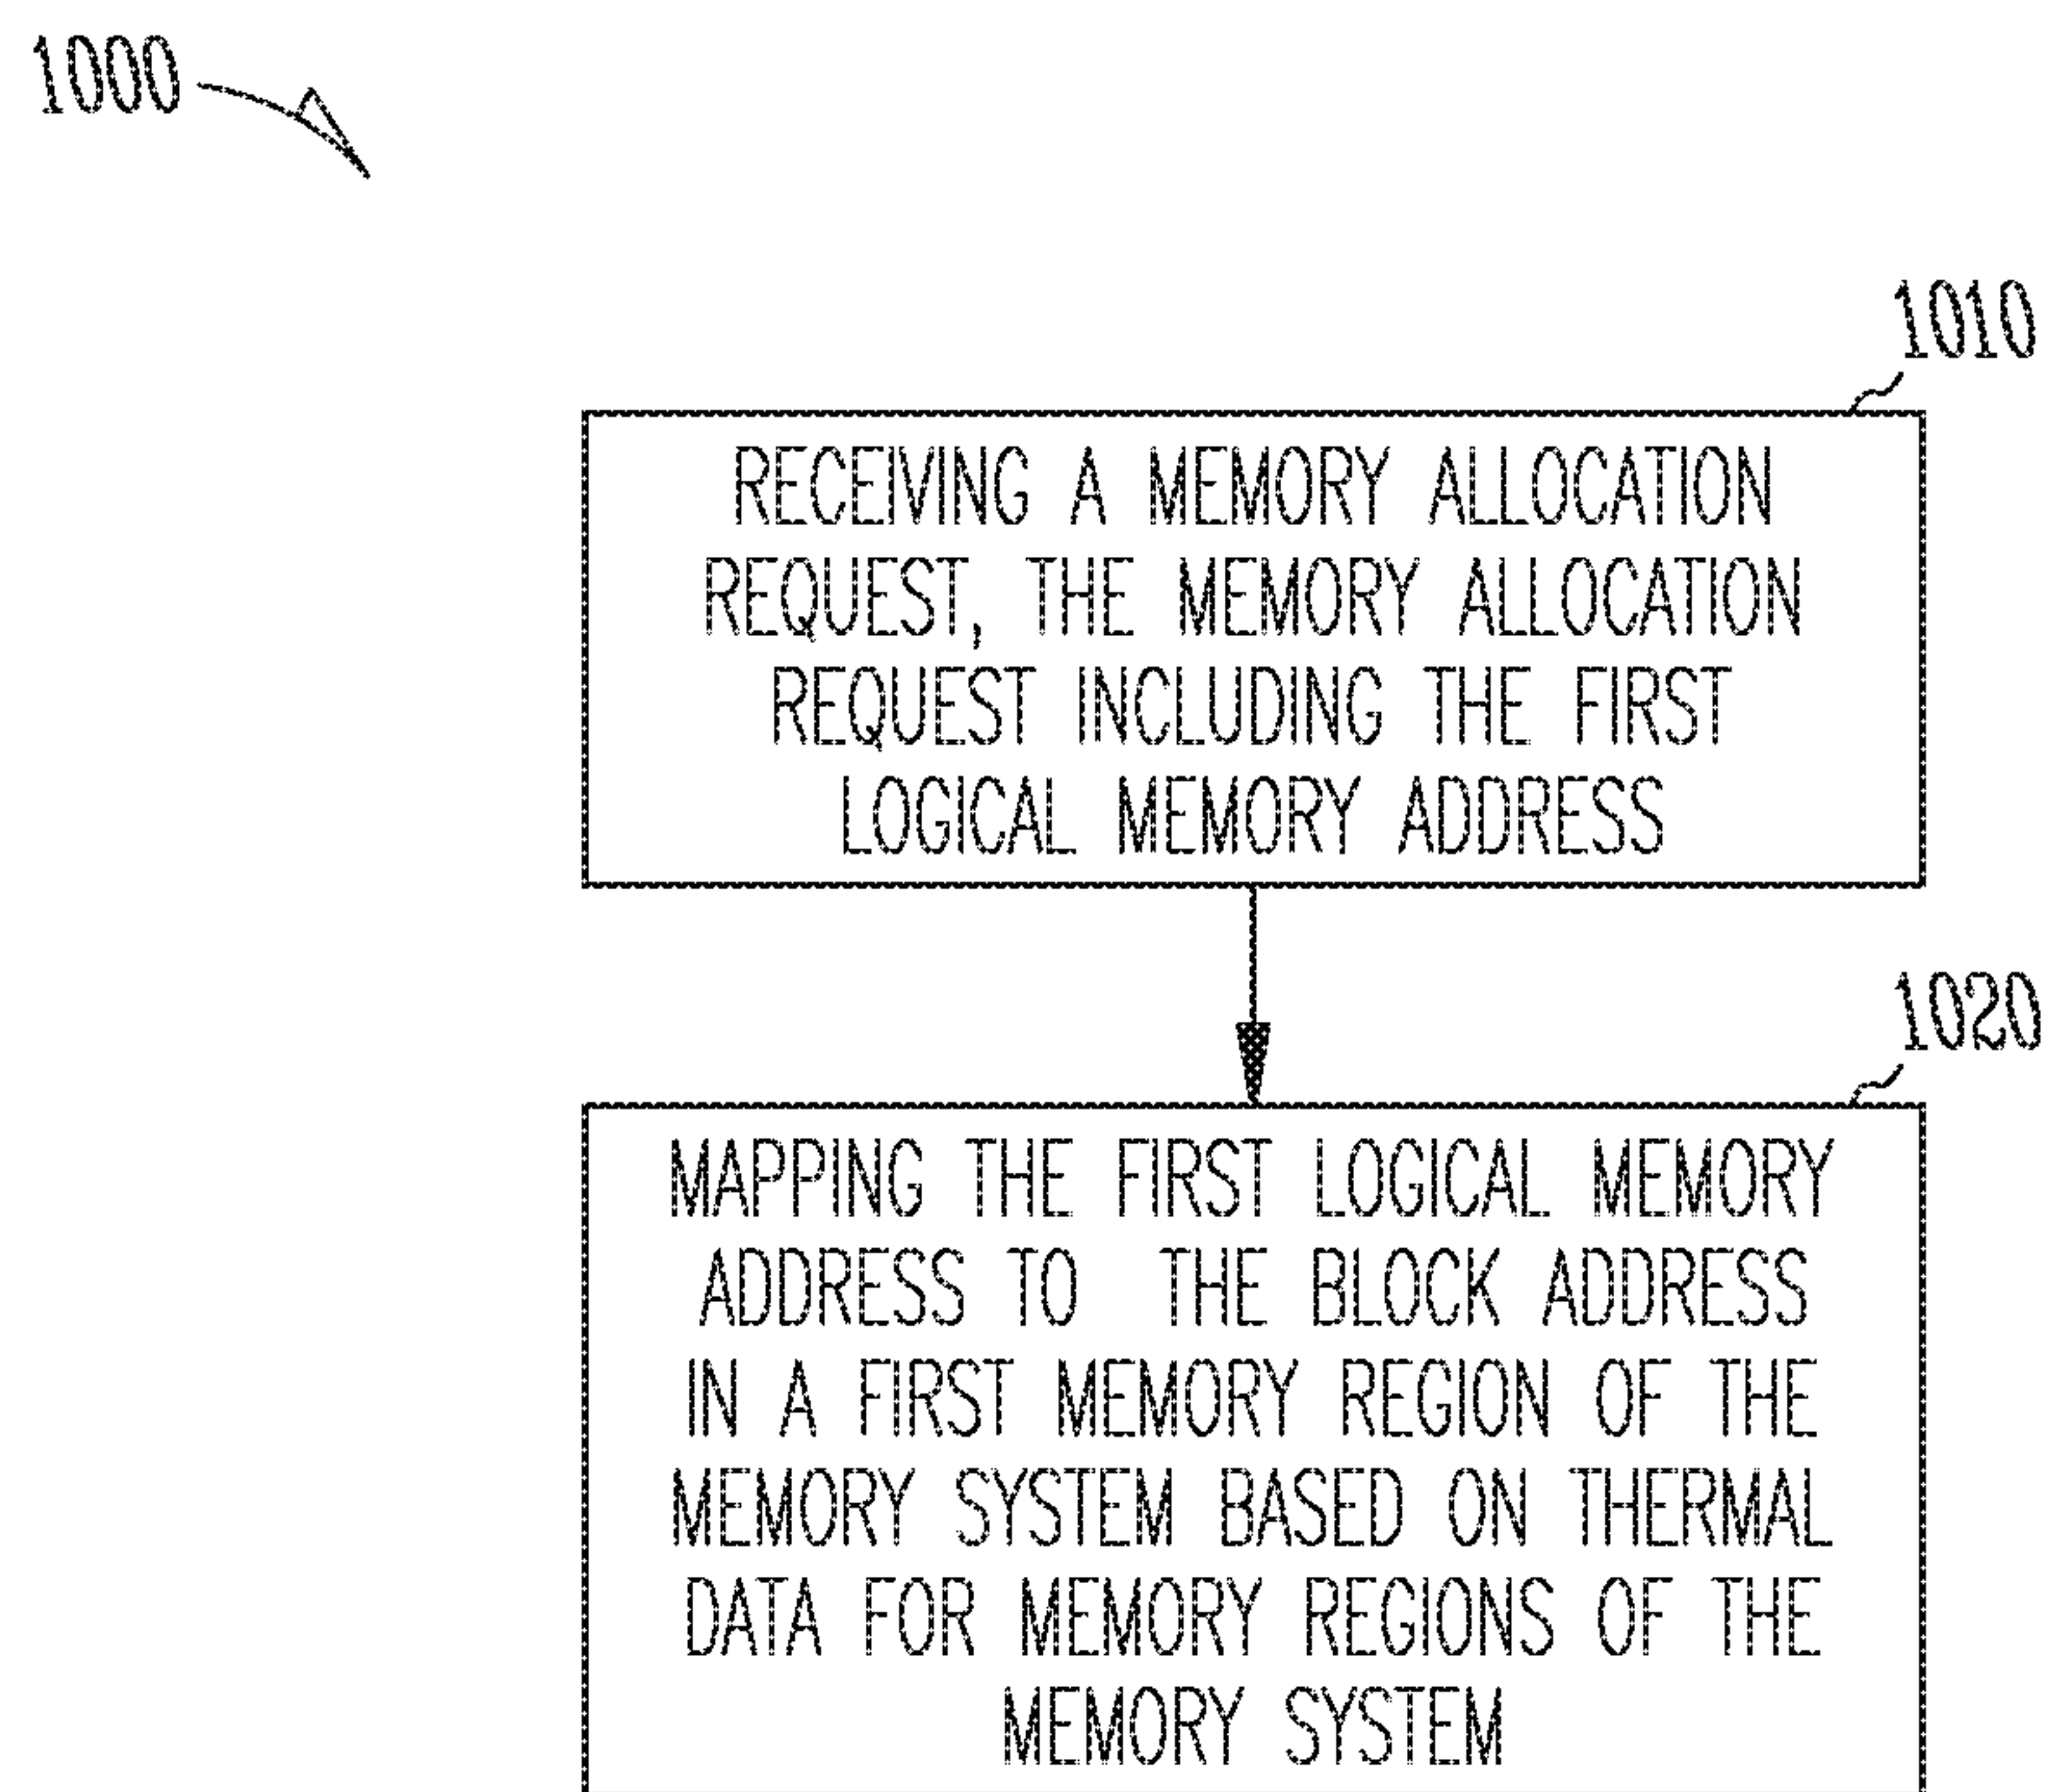 1000
1010
RECEIVING A MEMORY ALLOCATION
REQUEST, THE MEMORY ALLOCATION
REQUEST INCLUDING THE FIRST
LOGICAL MEMORY ADDRESS
1020
MAPPING THE FIRST LOGICAL MEMORY
ADDRESS TO THE BLOCK ADDRESS
IN A FIRST MEMORY REGION OF THE
MEMORY SYSTEM BASED ON THERMAL
DATA FOR MEMORY REGIONS OF THE
MEMORY SYSTEM